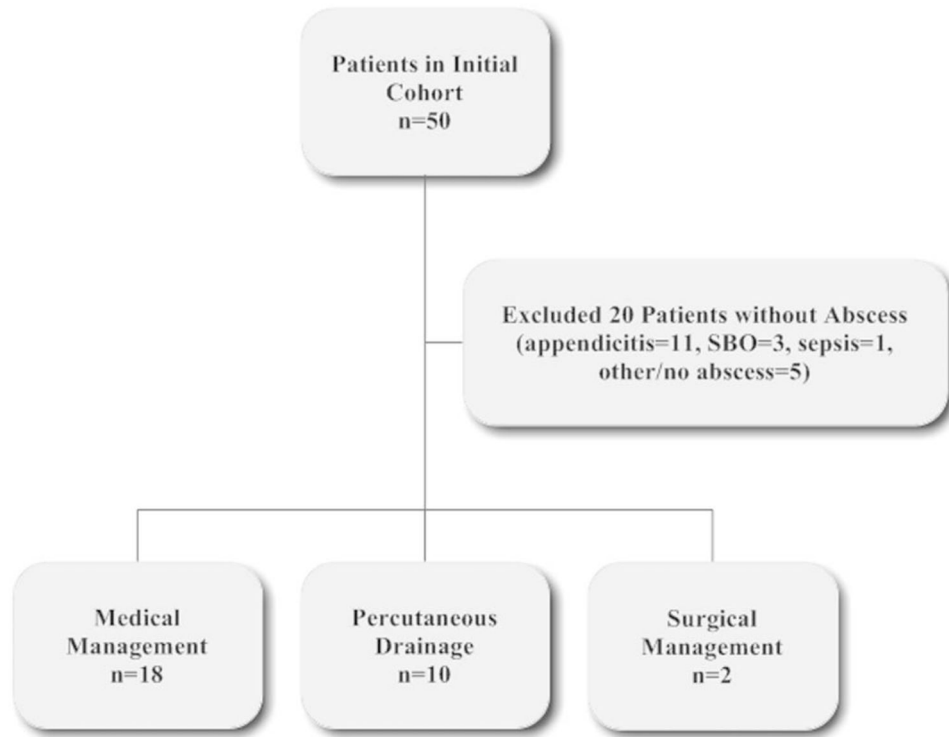 Patients in Initial
Cohort
n=50
Excluded 20 Patients without Abscess
(appendicitis=11, SBO=3, sepsis=1,
other/no abscess=5)
Medical
Management
n=18
Percutaneous
Drainage
n=10
Surgical
Management
n=2